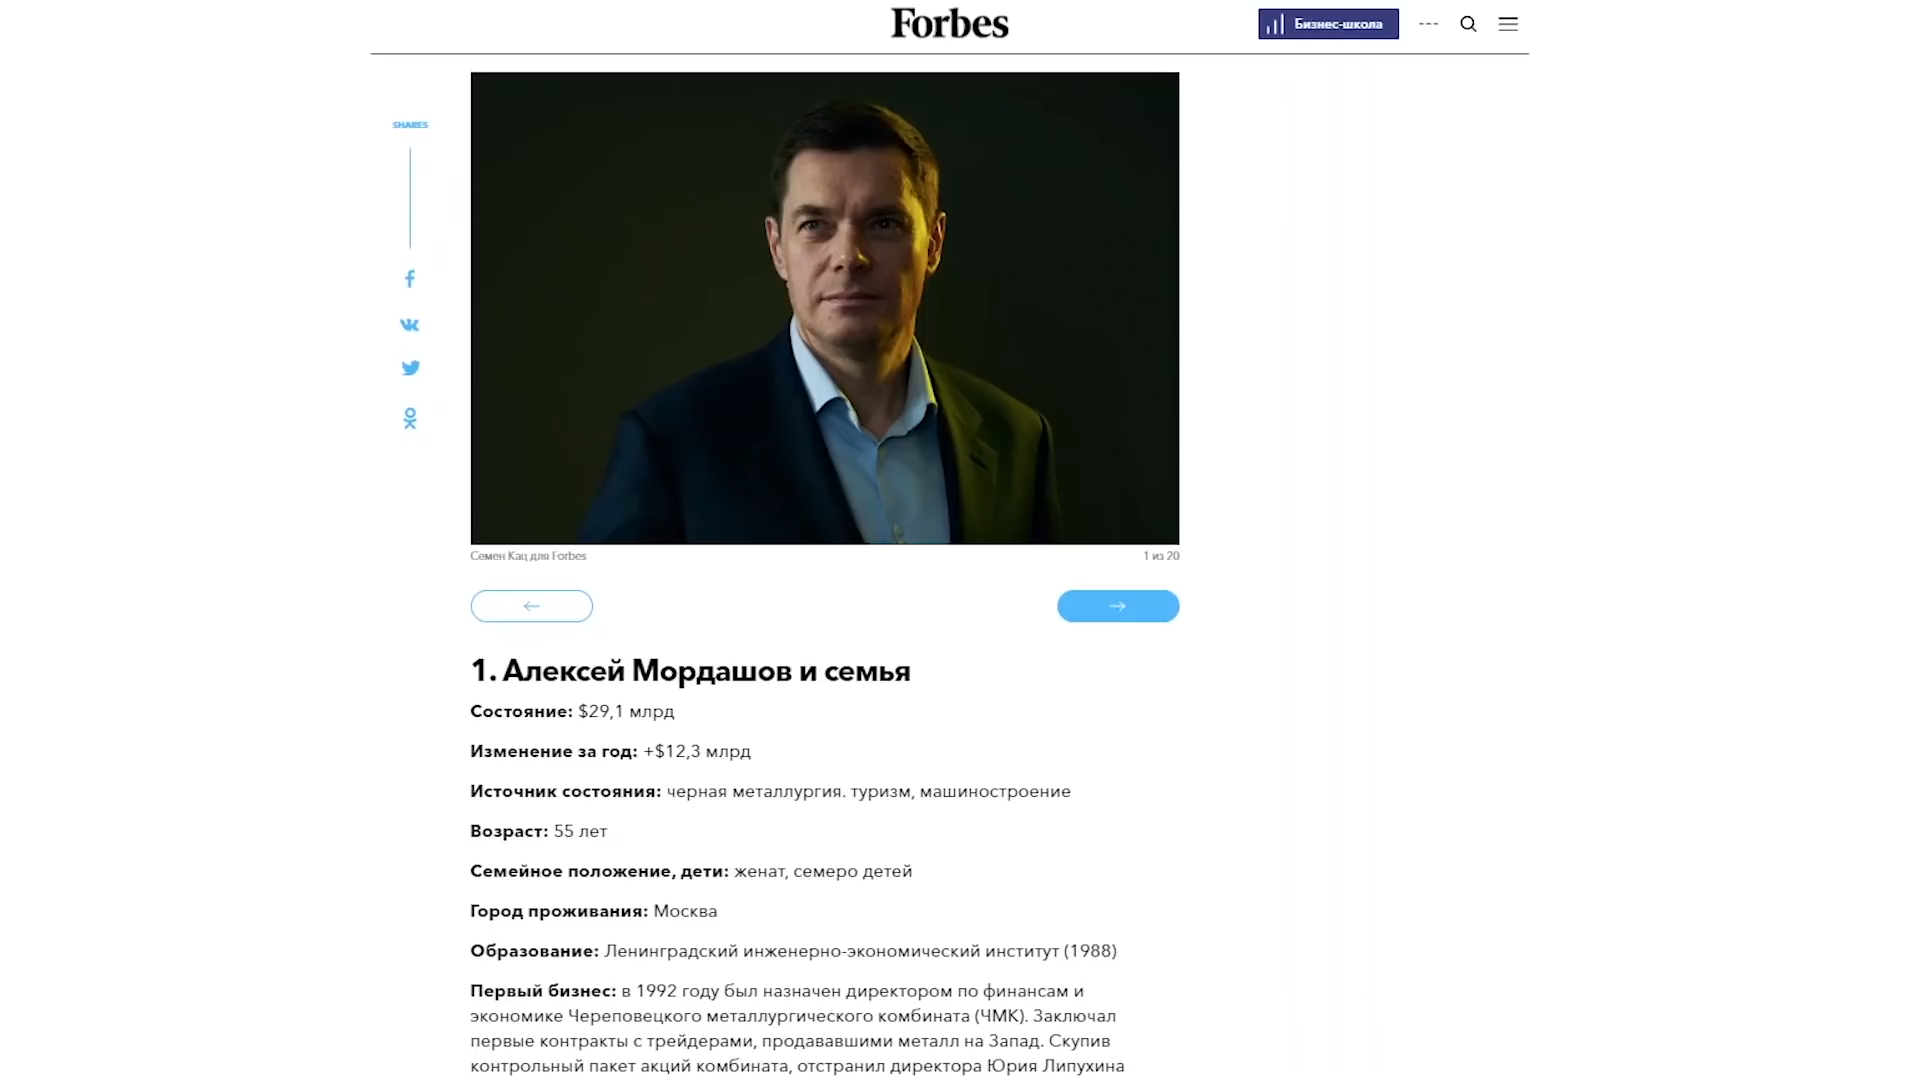 Forbes
Бизнес-школа
SHARES
Семен Кац для Forbes
1 из 20
1. Алексей Мордашов и семья
Состояние: $29,1 млрд
Изменение за год: +$12,3 млрд
Источник состояния: черная металлургия. туризм, машиностроение
Возраст: 55 лет
Семейное положение, дети: женат, семеро детей
Город проживания: Москва
Образование: Ленинградский инженерно-экономический институт (1988)
Первый бизнес: в 1992 году был назначен директором по финансам и
экономике Череповецкого металлургического комбината (ЧМК). Заключал
первые контракты с трейдерами, продававшими металл на Запад. Скупив
контрольный пакет акций комбината, отстранил директора Юрия Липухина